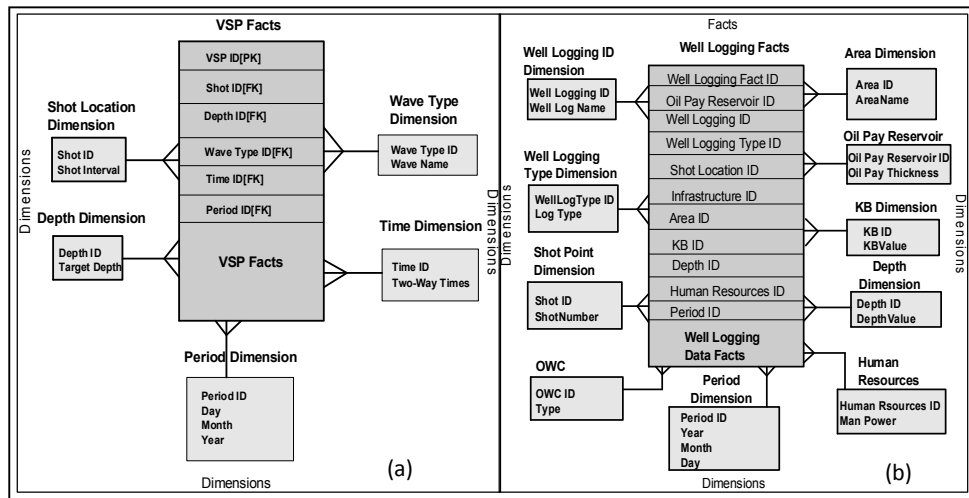 Dimensions
VSP Facts
VSP ID[PK]
Shot ID[FK]
Depth ID[FK]
Wave Type ID[FK]
Time ID[FK]
Period ID[FK]
VSP Facts
Shot Location
Dimension
Shot ID
Shot Interval
Wave Type
Dimension
Wave Type ID
Wave Name
Depth Dimension
Depth ID
Target Depth
Time Dimension
Time ID
Two-Way Times
Period Dimension
Period ID
Day
Month
Year
Dimensions
Dimensions
Dimensions
(a)
Facts
Well Logging Facts
Well Logging Fact ID
Oil Pay Reservoir ID
Well Logging ID
Well Logging Type ID
Shot Location ID
Infrastructure ID
Area ID
KB ID
Depth ID
Human Resources ID
Period ID
Well Logging
Data Facts
Well Logging ID
Dimension
Well Logging ID
Well Log Name
Area Dimension
Area ID
AreaName
Oil Pay Reservoir
Oil Pay Reservoir ID
Oil Pay Thickness
Well Logging
Type Dimension
WellLogType ID
Log Type
KB Dimension
KB ID
KBValue
Shot Point
Dimension
Shot ID
ShotNumber
Depth
Dimension
Depth ID
DepthValue
OWC
OWC ID
Type
Period
Dimension
Period ID
Year
Month
Day
Human
Resources
Human Rsources ID
Man Power
Dimensions
Dimensions
Dimensions
(b)